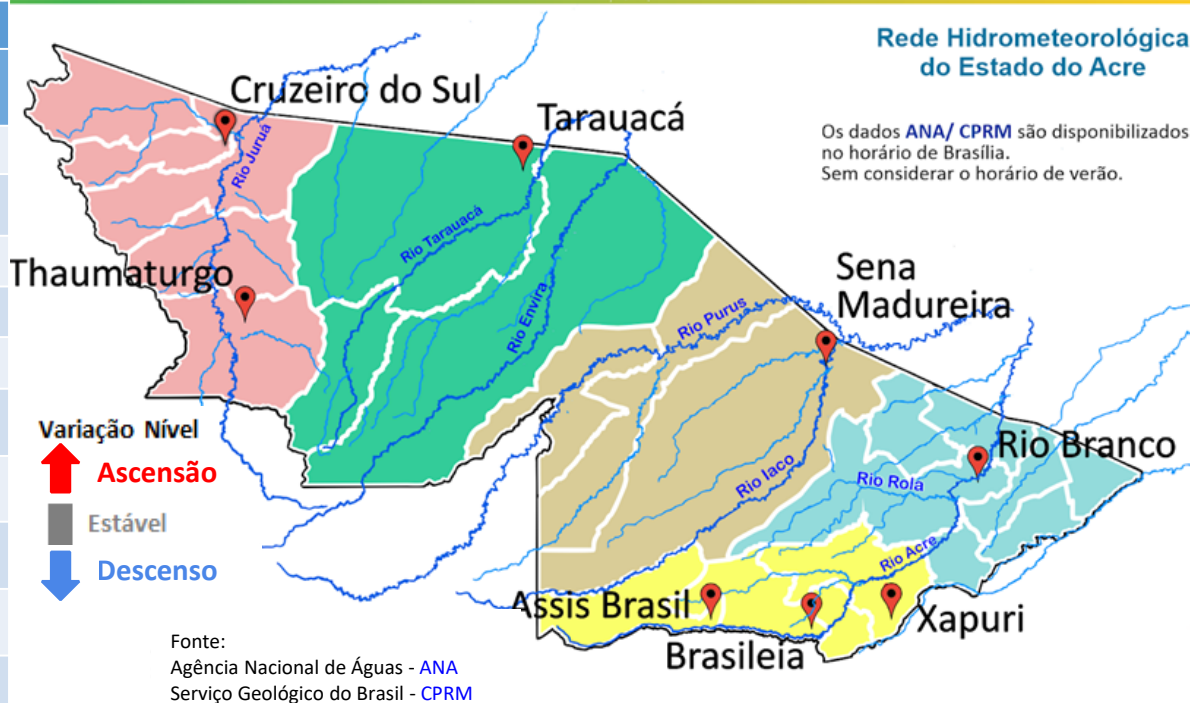 Rede Hidrometeorológica
do Estado do Acre
Os dados ANA/ CPRM são disponibilizados
no horário de Brasília.
Sem considerar o horário de verão.
Cruzeiro do Sul
Tarauacá
Rio Juruá
Rio Tarauacá
Thaumaturgo
Rio Envira
Sena
Madureira
Rio Purus
Variação Nível
Ascensão
Estável
Descenso
Rio Branco
Rio Iaco
Rio Rola
Rio Acre
Assis Brasil
Xapuri
Brasileia
Fonte:
Agência Nacional de Águas - ANA
Serviço Geológico do Brasil - CPRM